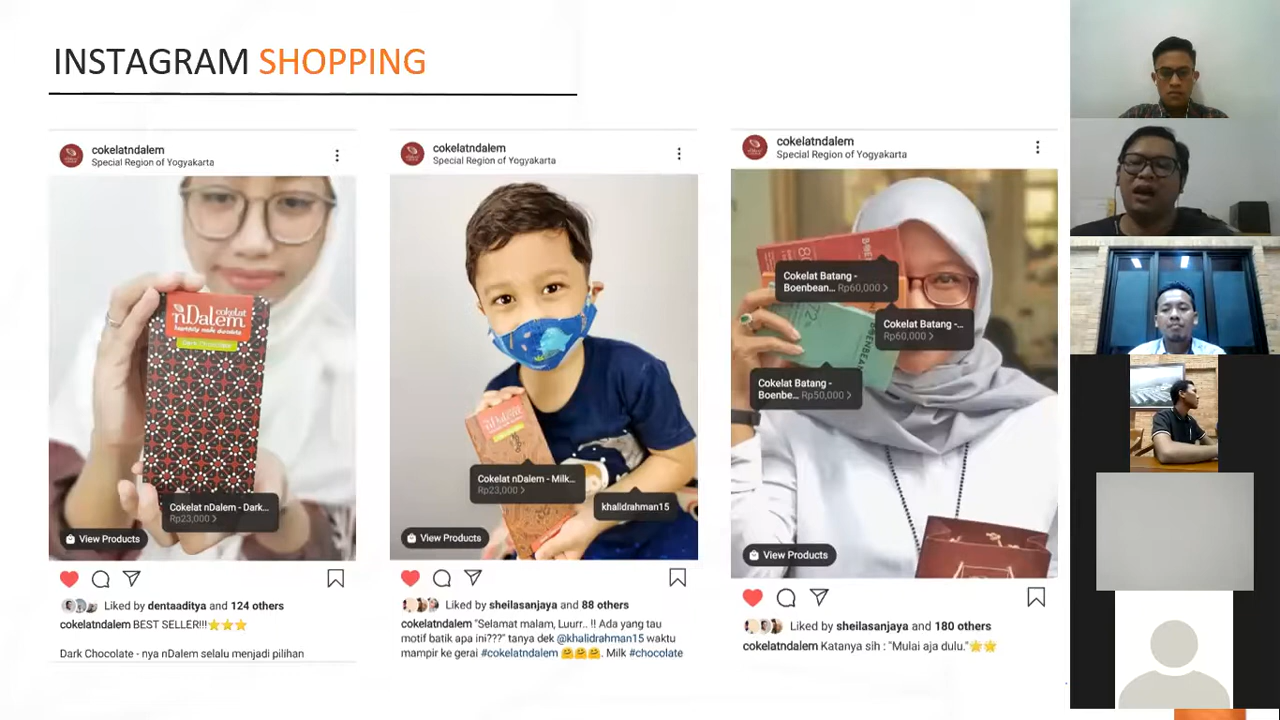 INSTAGRAM SHOPPING
cokelatndalem
Special Region of Yogyakarta
cokelat
nDalem
Dark Chocolate
Cokelat nDalem - Dark...
Rp23,000 >
View Products
Liked by dentaaditya and 124 others
cokelatndalem BEST SELLER!!!⭐⭐⭐
Dark Chocolate - nya nDalem selalu menjadi pilihan
cokelatndalem
Special Region of Yogyakarta
nDalem
Cokelat nDalem - Milk...
Rp23,000 >
khalidrahman15
View Products
Liked by sheilasanjaya and 88 others
cokelatndalem "Selamat malam, Luurr.. !! Ada yang tau
motif batik apa ini???" tanya dek @khalidrahman15 waktu
mampir ke gerai #cokelatndalem 🤗🤗🤗. Milk #chocolate
cokelatndalem
Special Region of Yogyakarta
Cokelat Batang -
Boenbean... Rp60,000 >
Cokelat Batang -...
Rp60,000 >
Cokelat Batang -
Boenbe... Rp50,000 >
View Products
Liked by sheilasanjaya and 180 others
cokelatndalem Katanya sih : "Mulai aja dulu."⭐⭐